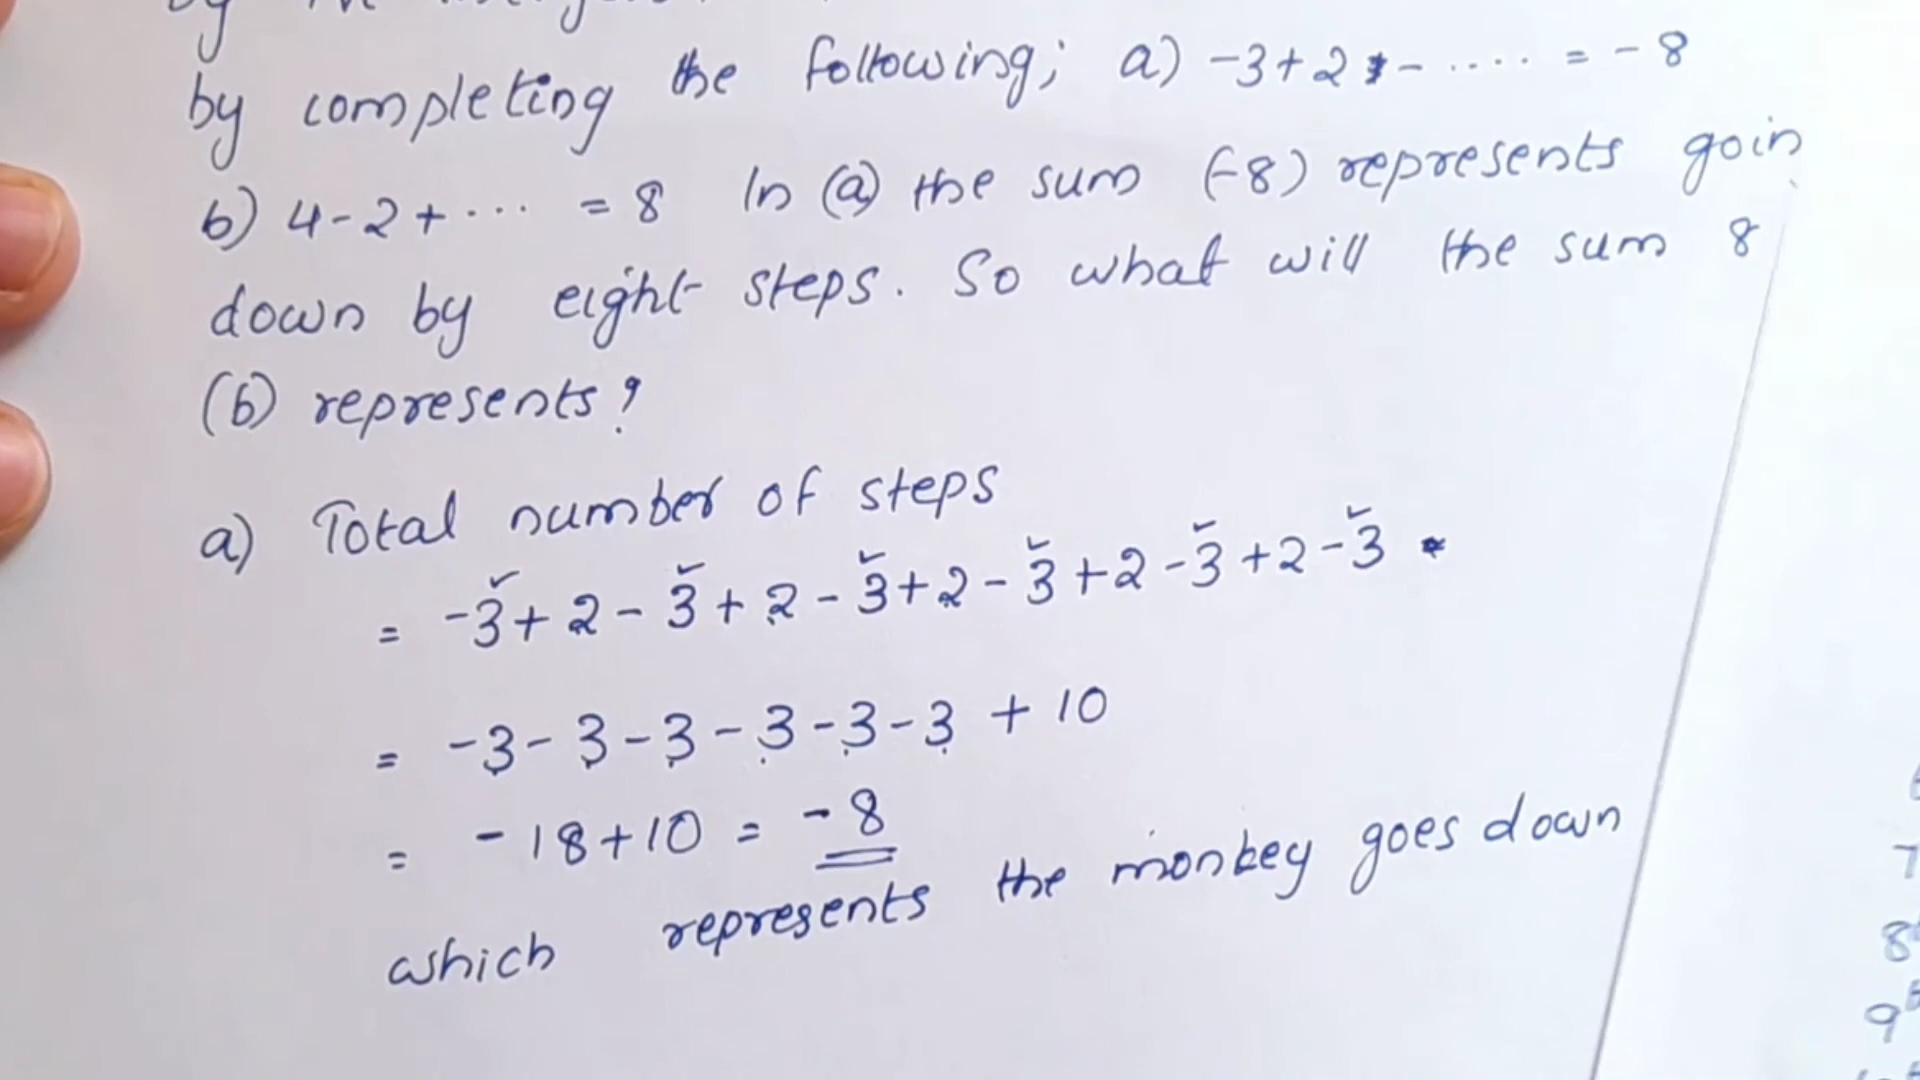 by completing the following; a) -3+2 - ..... = -8
b) 4-2+... = 8 In (a) the sum (-8) represents goin
down by eight steps. So what will the sum 8
(b) represents?
a) Total number of steps
= -3+2-3+2-3+2-3+2-3+2-3
= -3-3-3-3-3-3+10
= -18+10 = -8
which represents the monkey goes down
7
8
9